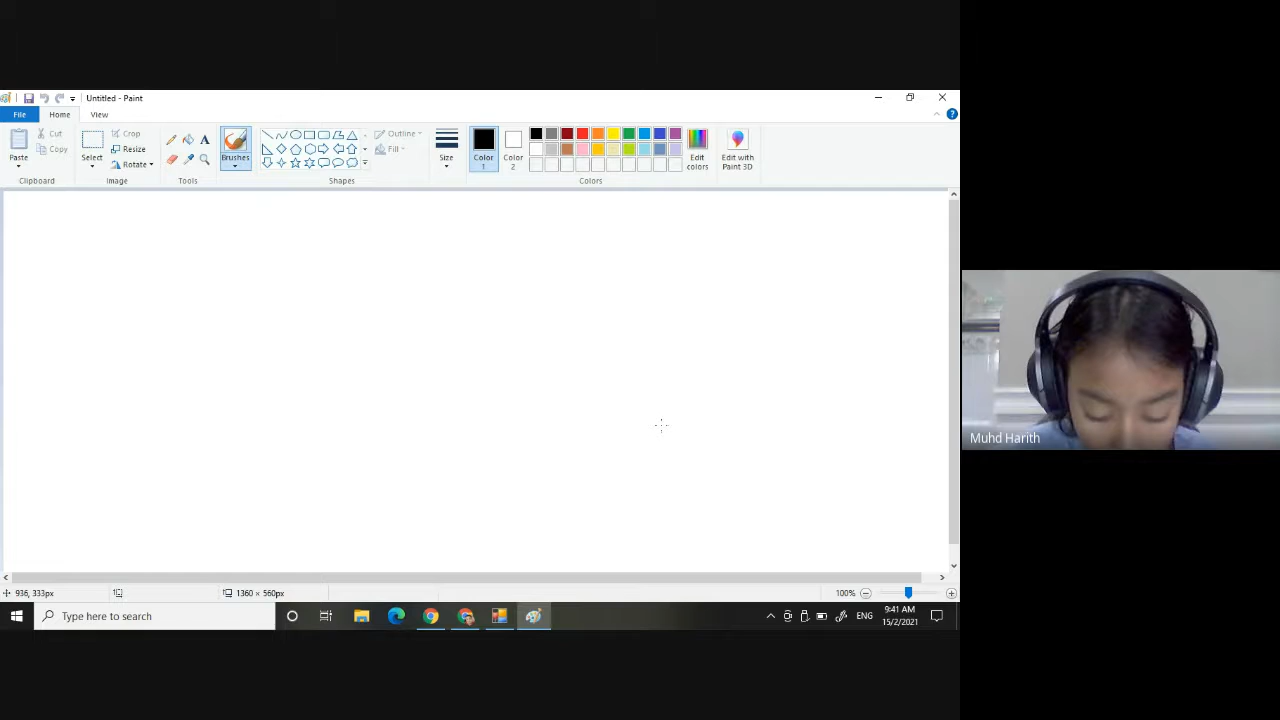 Untitled - Paint
File Home View
Paste
Cut
Copy
Clipboard
Select
Crop
Resize
Rotate
Image
A
Tools
Brushes
Outline
Fill
Shapes
Size
Color 1
Color 2
Edit colors
Colors
Edit with Paint 3D
Muhd Harith
936, 333px
1360 × 560px
100%
Type here to search
ENG
9:41 AM
15/2/2021